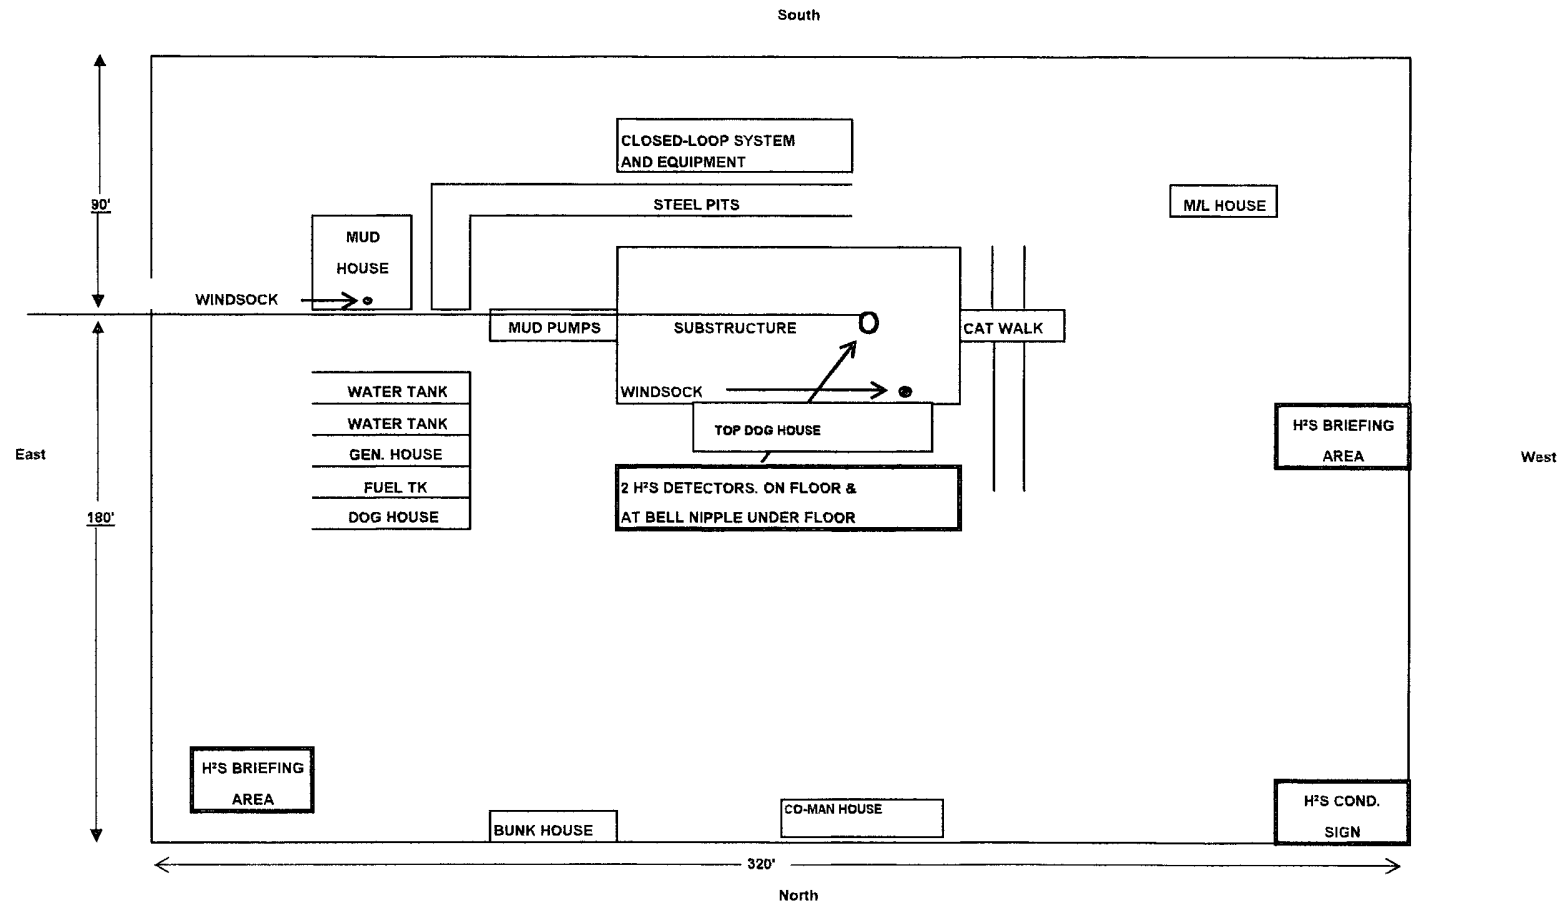 South
CLOSED-LOOP SYSTEM
AND EQUIPMENT
90'
STEEL PITS
M/L HOUSE
MUD
HOUSE
WINDSOCK
MUD PUMPS
SUBSTRUCTURE
CAT WALK
WATER TANK
WINDSOCK
WATER TANK
TOP DOG HOUSE
H²S BRIEFING
AREA
East
GEN. HOUSE
West
FUEL TK
2 H²S DETECTORS. ON FLOOR &
AT BELL NIPPLE UNDER FLOOR
180'
DOG HOUSE
H²S BRIEFING
AREA
BUNK HOUSE
CO-MAN HOUSE
H²S COND.
SIGN
320'
North